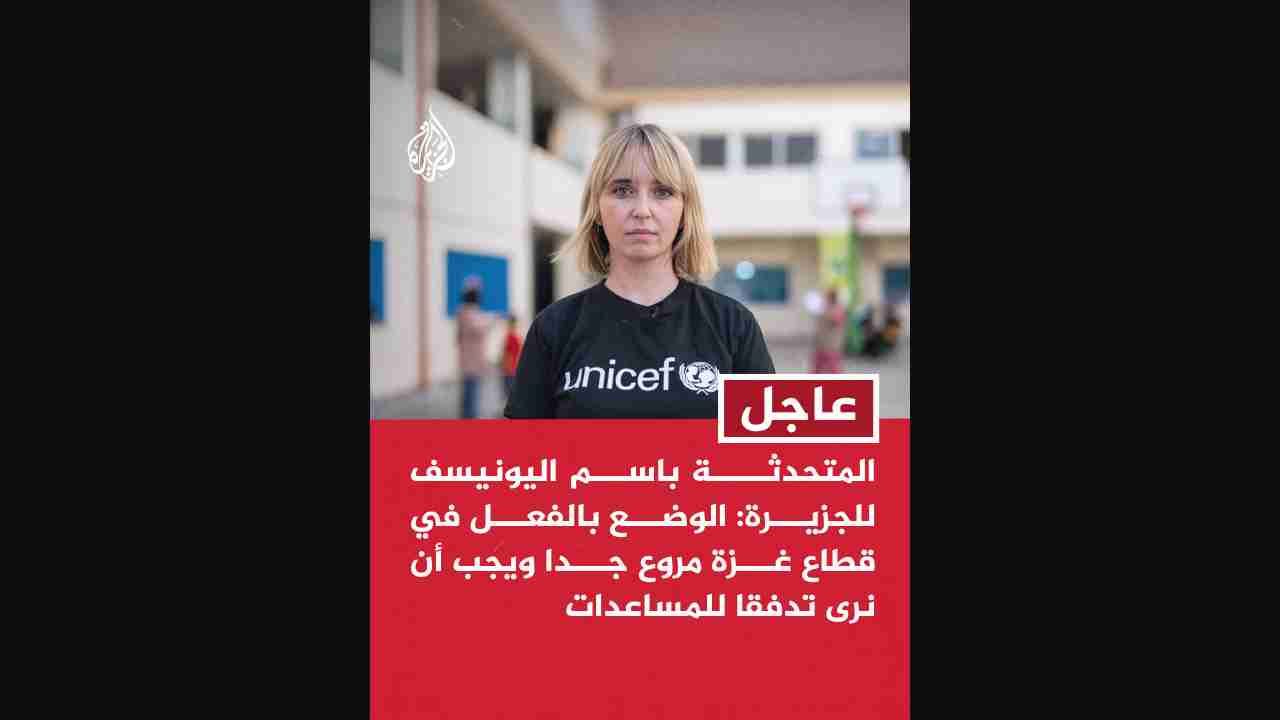 unicef
عاجل
المتحدثة باسم اليونيسف
للجزيرة: الوضع بالفعل في
قطاع غزة مروع جدا ويجب أن
نرى تدفقا للمساعدات